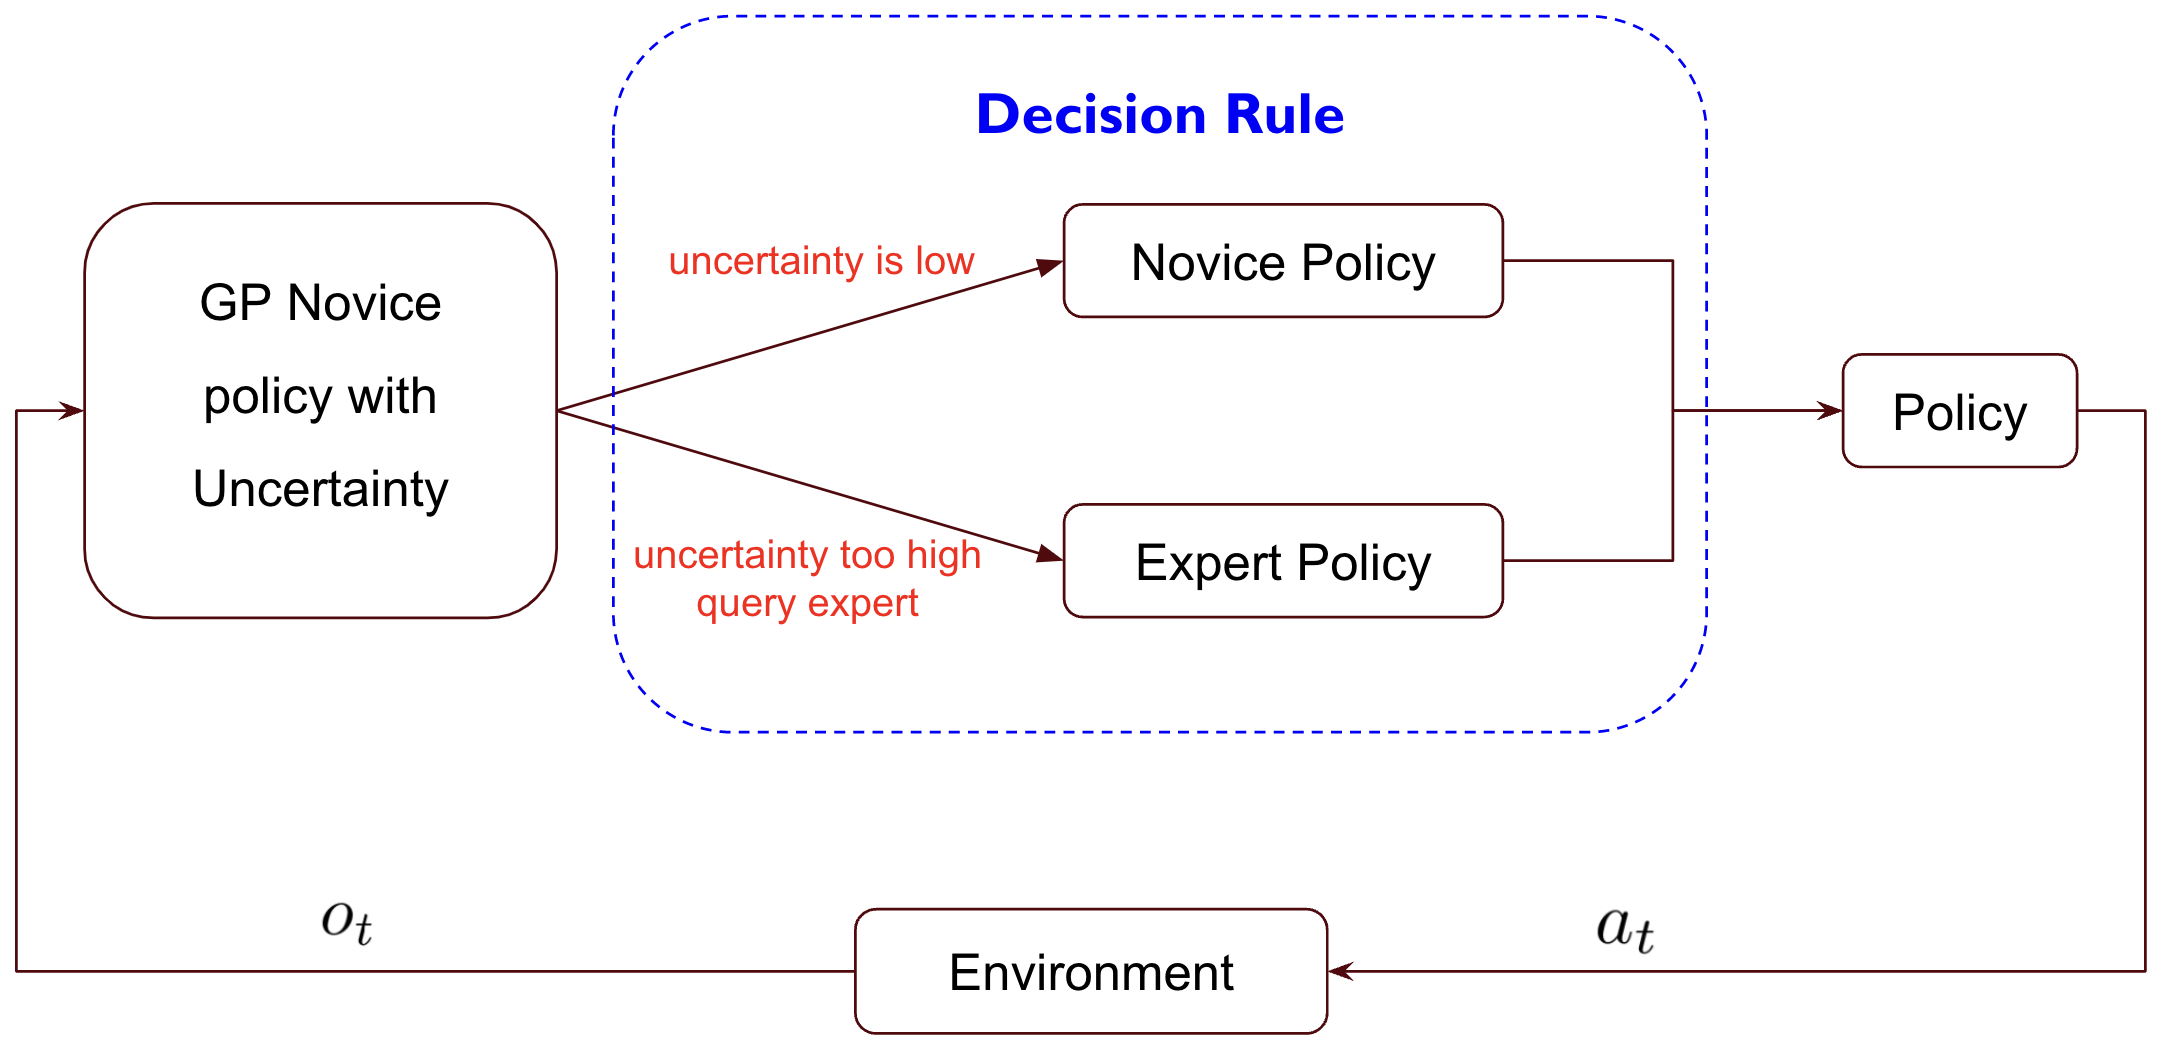 Decision Rule
GP Novice
policy with
Uncertainty
uncertainty is low
Novice Policy
uncertainty too high
query expert
Expert Policy
Policy
o_t
a_t
Environment